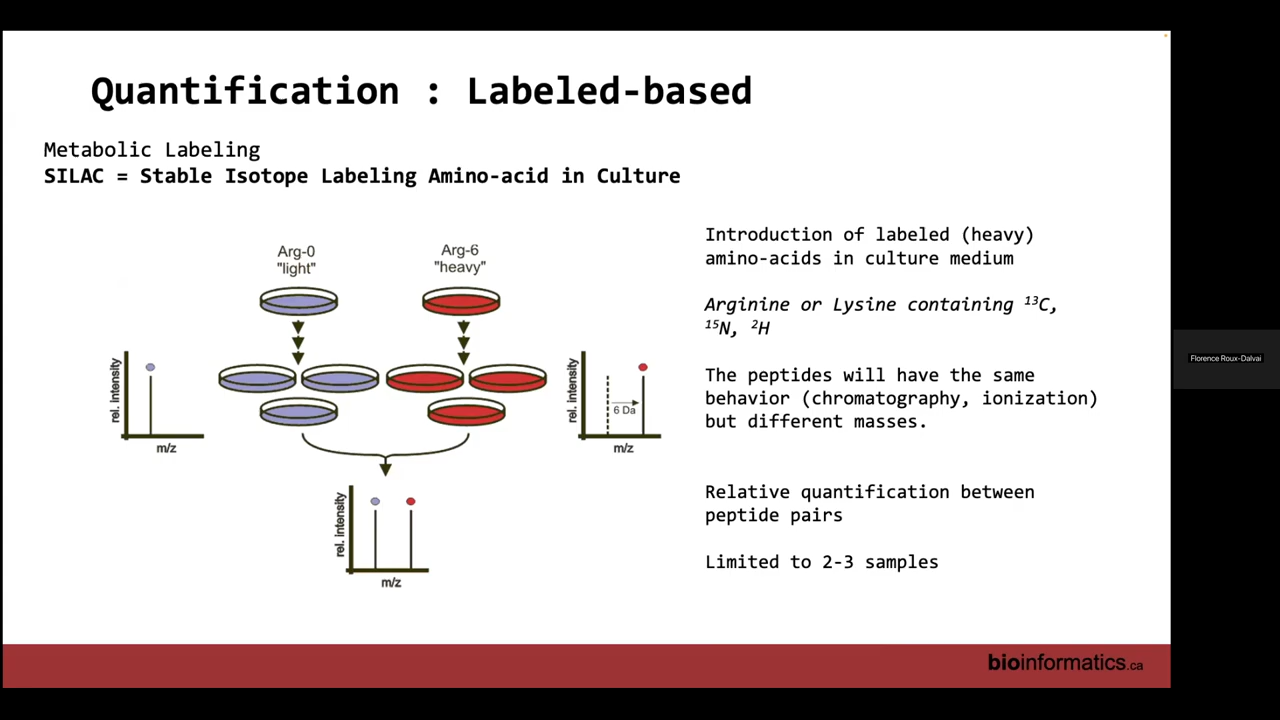 Quantification : Labeled-based
Metabolic Labeling
SILAC = Stable Isotope Labeling Amino-acid in Culture
Arg-0
"light"
Arg-6
"heavy"
rel. intensity
m/z
rel. intensity
6 Da
m/z
rel. intensity
m/z
Introduction of labeled (heavy)
amino-acids in culture medium
Arginine or Lysine containing ¹³C,
¹⁵N, ²H
The peptides will have the same
behavior (chromatography, ionization)
but different masses.
Relative quantification between
peptide pairs
Limited to 2-3 samples
Florence Roux-Dalvai
bioinformatics.ca